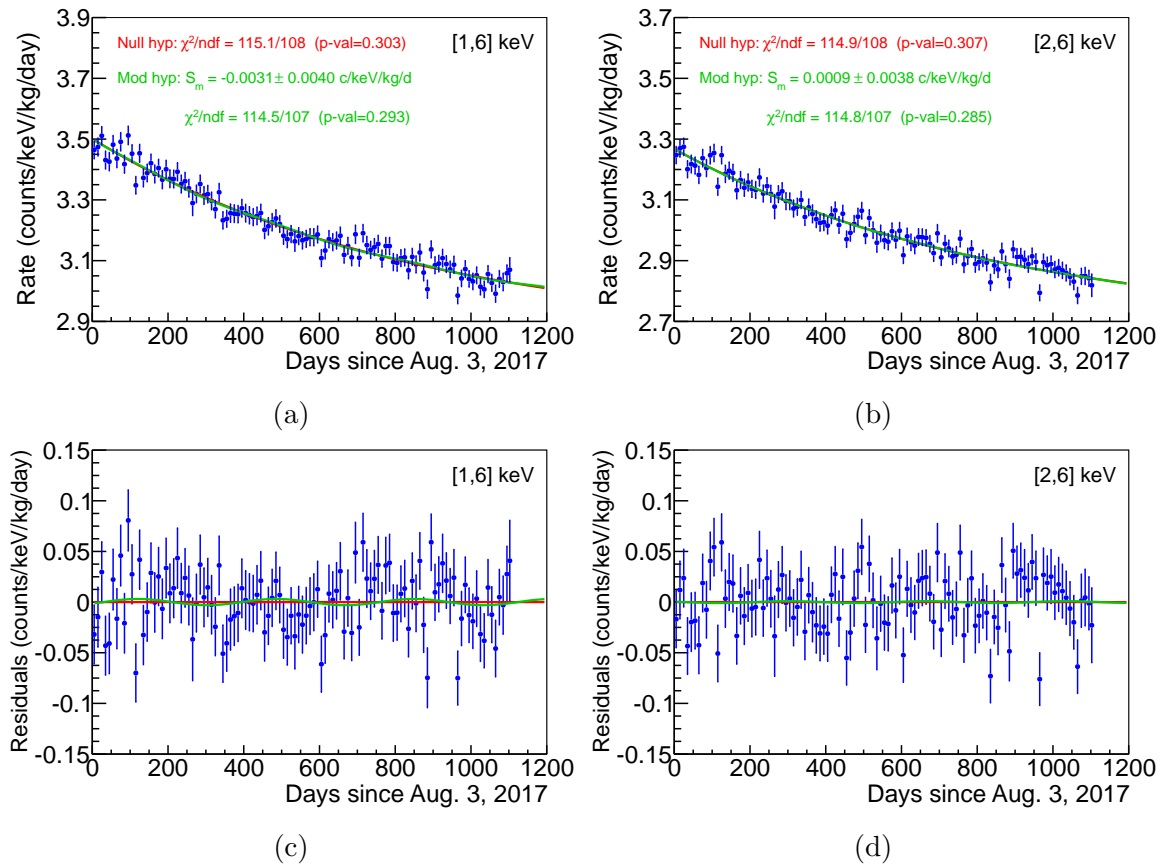 3.9
3.7
3.5
3.3
3.1
2.9
Rate (counts/keV/kg/day)
Null hyp: χ²/ndf = 115.1/108 (p-val=0.303)
[1,6] keV
Mod hyp: Sₘ = -0.0031± 0.0040 c/keV/kg/d
χ²/ndf = 114.5/107 (p-val=0.293)
0 200 400 600 800 1000 1200
Days since Aug. 3, 2017
(a)
3.7
3.5
3.3
3.1
2.9
2.7
Rate (counts/keV/kg/day)
Null hyp: χ²/ndf = 114.9/108 (p-val=0.307)
[2,6] keV
Mod hyp: Sₘ = 0.0009 ± 0.0038 c/keV/kg/d
χ²/ndf = 114.8/107 (p-val=0.285)
0 200 400 600 800 1000 1200
Days since Aug. 3, 2017
(b)
0.15
0.1
0.05
0
-0.05
-0.1
-0.15
Residuals (counts/keV/kg/day)
[1,6] keV
0 200 400 600 800 1000 1200
Days since Aug. 3, 2017
(c)
0.15
0.1
0.05
0
-0.05
-0.1
-0.15
Residuals (counts/keV/kg/day)
[2,6] keV
0 200 400 600 800 1000 1200
Days since Aug. 3, 2017
(d)